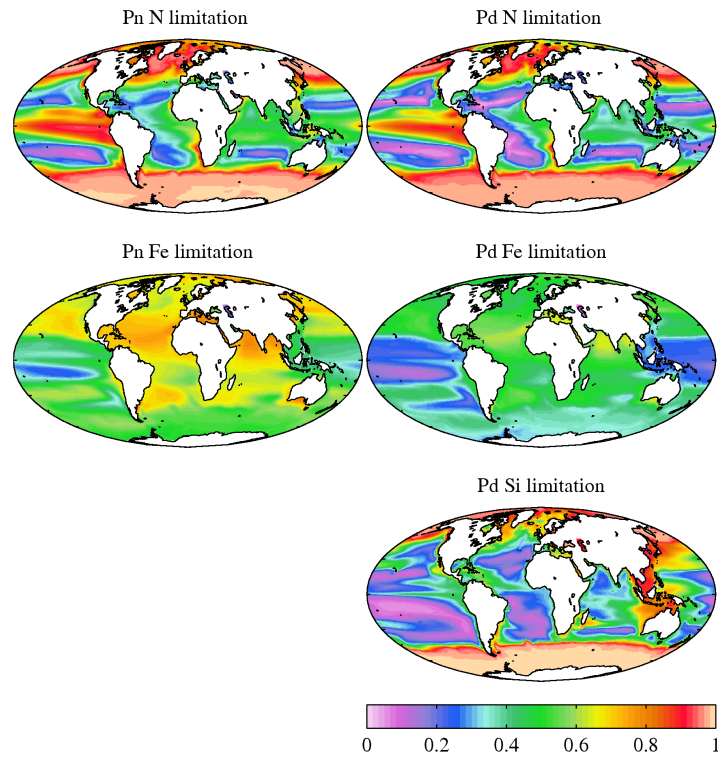 Pn N limitation
Pd N limitation
Pn Fe limitation
Pd Fe limitation
Pd Si limitation
0 0.2 0.4 0.6 0.8 1